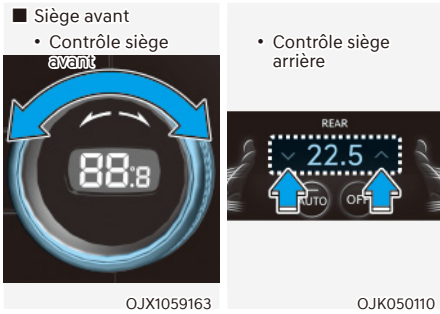 ■ Siège avant
• Contrôle siège
avant
88.8
OJX1059163
• Contrôle siège
arrière
REAR
22.5
AUTO
OFF
OJK050110